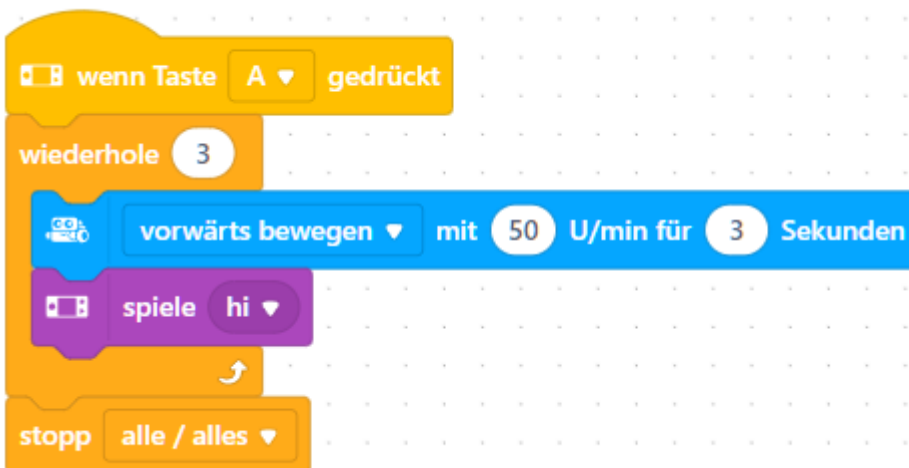 wenn Taste A gedrückt
wiederhole 3
vorwärts bewegen mit 50 U/min für 3 Sekunden
spiele hi
stopp alle / alles